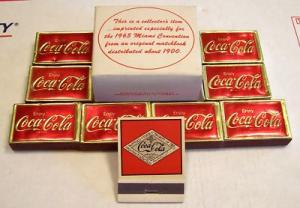 This is a collectors item
imprinted especially for
the 1965 Miami Convention
from an original matchbook
distributed about 1900.
Enjoy
Coca-Cola
Enjoy
Coca-Cola
Enjoy
Coca-Cola
Enjoy
Coca-Cola
Enjoy
Coca-Cola
Enjoy
Coca-Cola
Enjoy
Coca-Cola
Enjoy
Coca-Cola
Coca-Cola